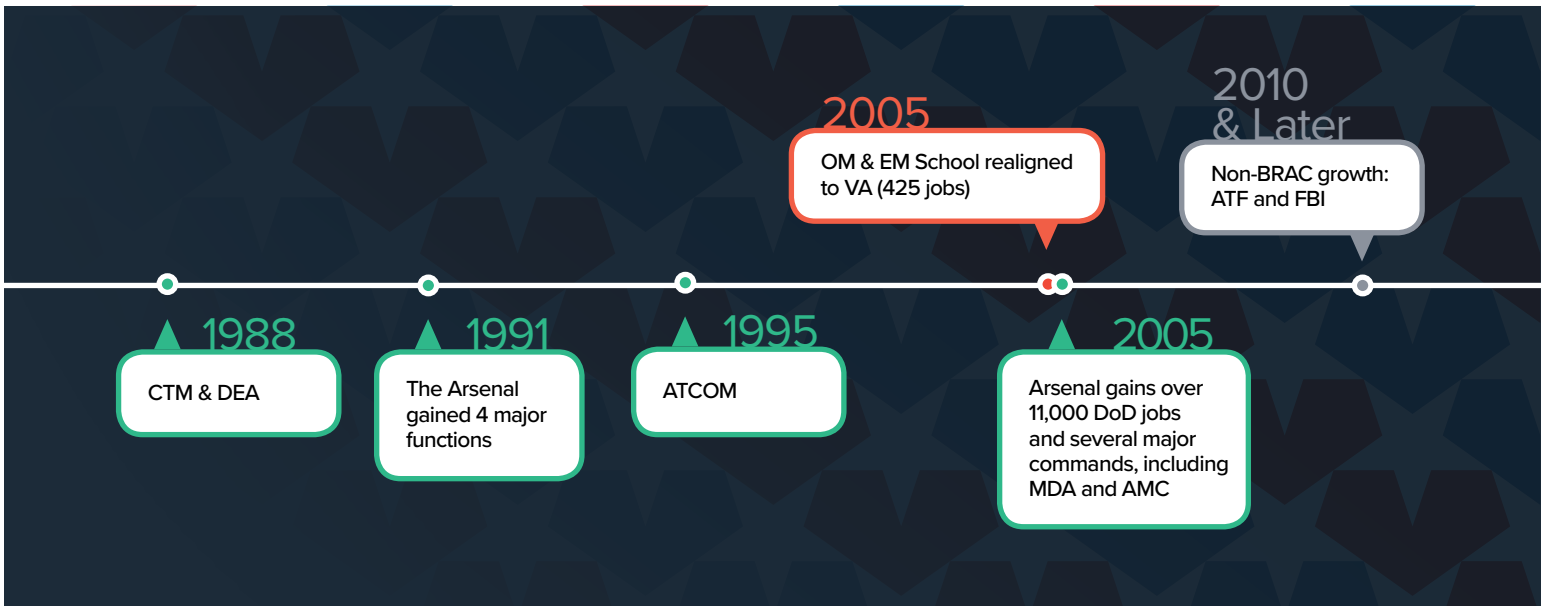 2005
OM & EM School realigned
to VA (425 jobs)
2010
& Later
Non-BRAC growth:
ATF and FBI
1988
CTM & DEA
1991
The Arsenal
gained 4 major
functions
1995
ATCOM
2005
Arsenal gains over
11,000 DoD jobs
and several major
commands, including
MDA and AMC